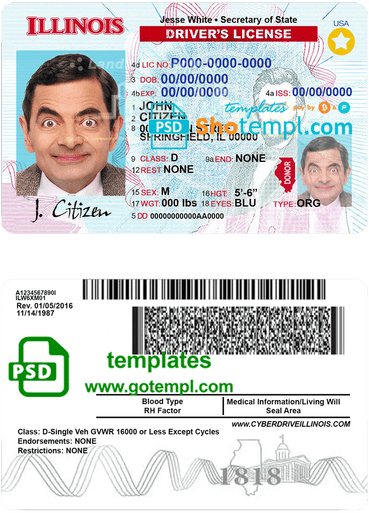 ILLINOIS
Jesse White • Secretary of State
USA
DRIVER'S LICENSE
4d LIC NO P000-0000-0000
3 DOB: 00/00/0000
4b EXP: 00/00/0000
4a ISS: 00/00/0000
1 JOHN
2 CITIZEN
templates
pay by
PSD
Shotempl.com
SPRINGFIELD, IL 00000
9 CLASS: D
9a END: NONE
12 REST NONE
DONOR
15 SEX: M
16 HGT 5'-6"
17 WGT: 000 lbs
18 EYES: BLU
TYPE: ORG
5 DD 00000000000AA0000
J. Citizen
A1234567890I
ILW6XM01
Rev. 01/05/2016
11/14/1987
PSD
templates
www.gotempl.com
Blood Type
RH Factor
Medical Information/Living Will
Seal Area
www.CYBERDRIVEILLINOIS.COM
Class: D-Single Veh GVWR 16000 or Less Except Cycles
Endorsements: NONE
Restrictions: NONE
1818